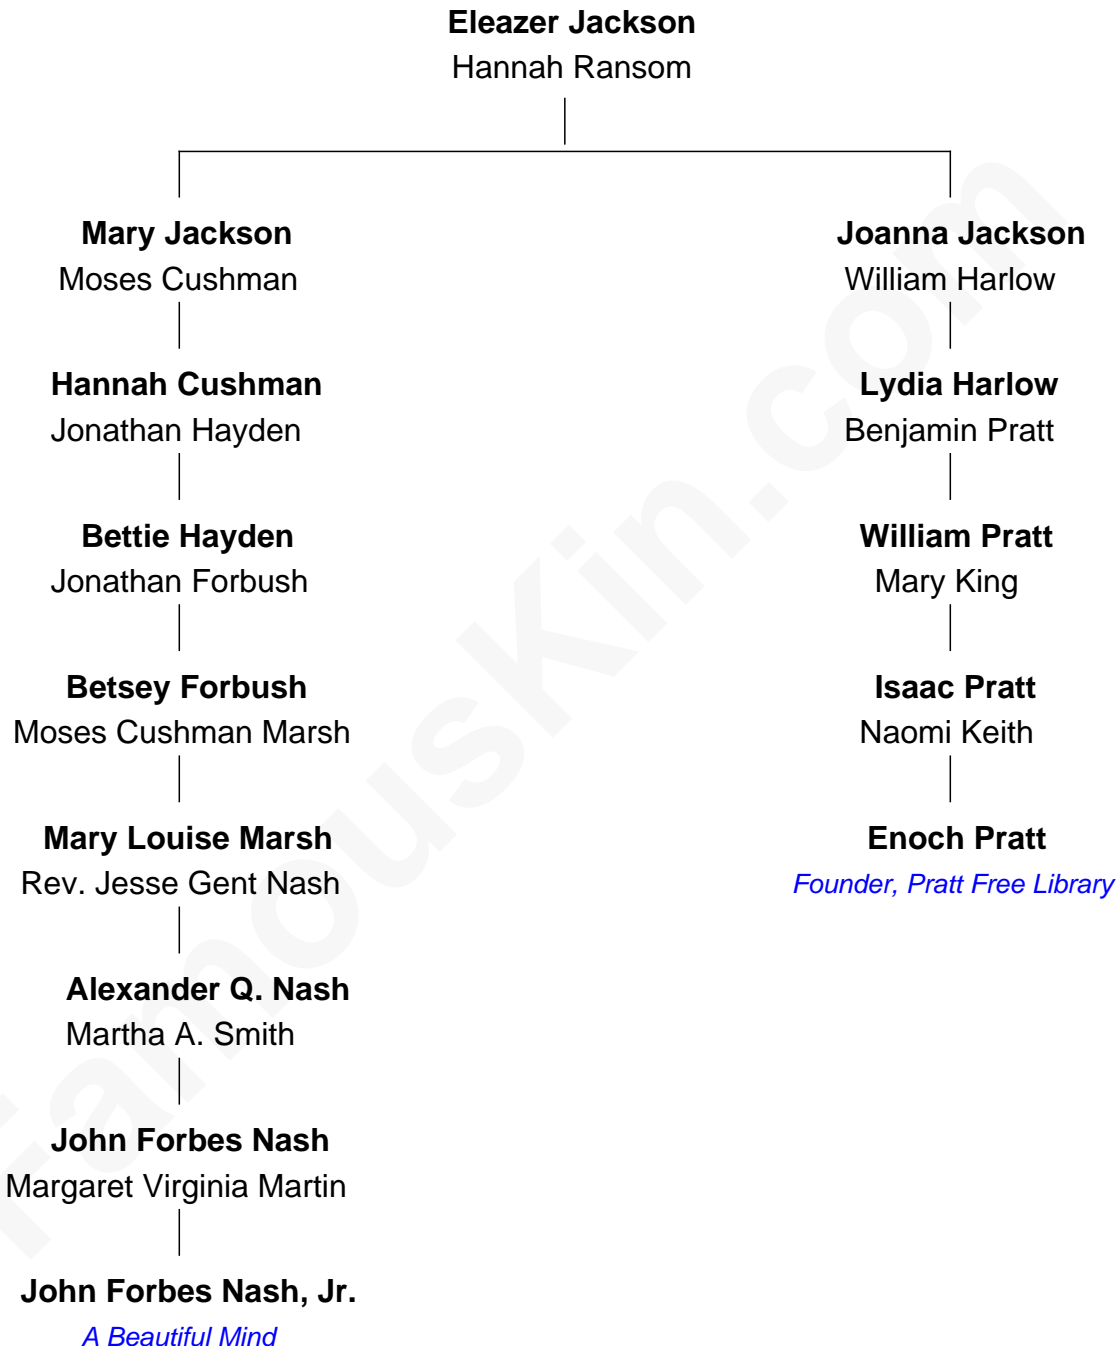 Eleazer Jackson
Hannah Ransom
Mary Jackson
Moses Cushman
Joanna Jackson
William Harlow
Hannah Cushman
Jonathan Hayden
Lydia Harlow
Benjamin Pratt
Bettie Hayden
Jonathan Forbush
William Pratt
Mary King
Betsey Forbush
Moses Cushman Marsh
Isaac Pratt
Naomi Keith
Mary Louise Marsh
Rev. Jesse Gent Nash
Enoch Pratt
Founder, Pratt Free Library
Alexander Q. Nash
Martha A. Smith
John Forbes Nash
Margaret Virginia Martin
John Forbes Nash, Jr.
A Beautiful Mind
FamousKin.com